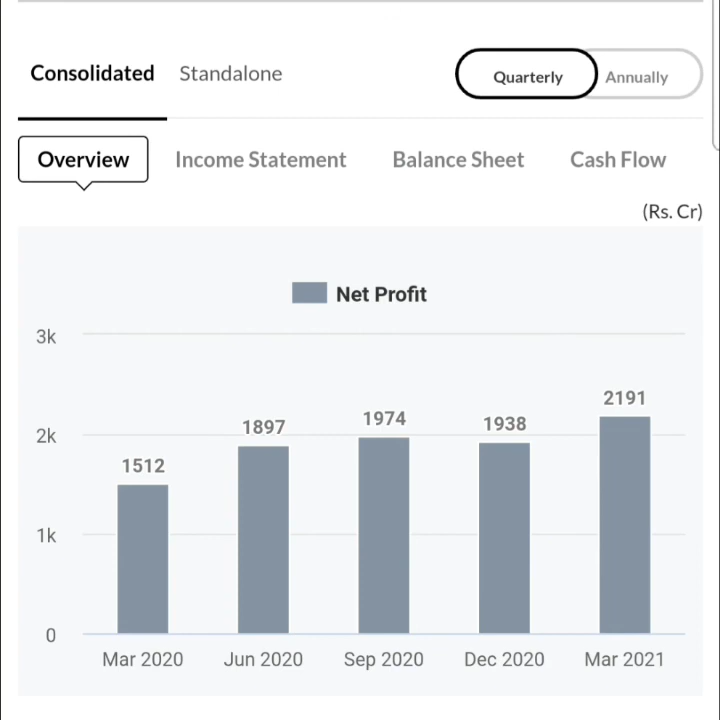 Consolidated Standalone Quarterly Annually
Overview Income Statement Balance Sheet Cash Flow
(Rs. Cr)
Net Profit
3k
2191
1974
1938
1897
2k
1512
1k
0
Mar 2020 Jun 2020 Sep 2020 Dec 2020 Mar 2021